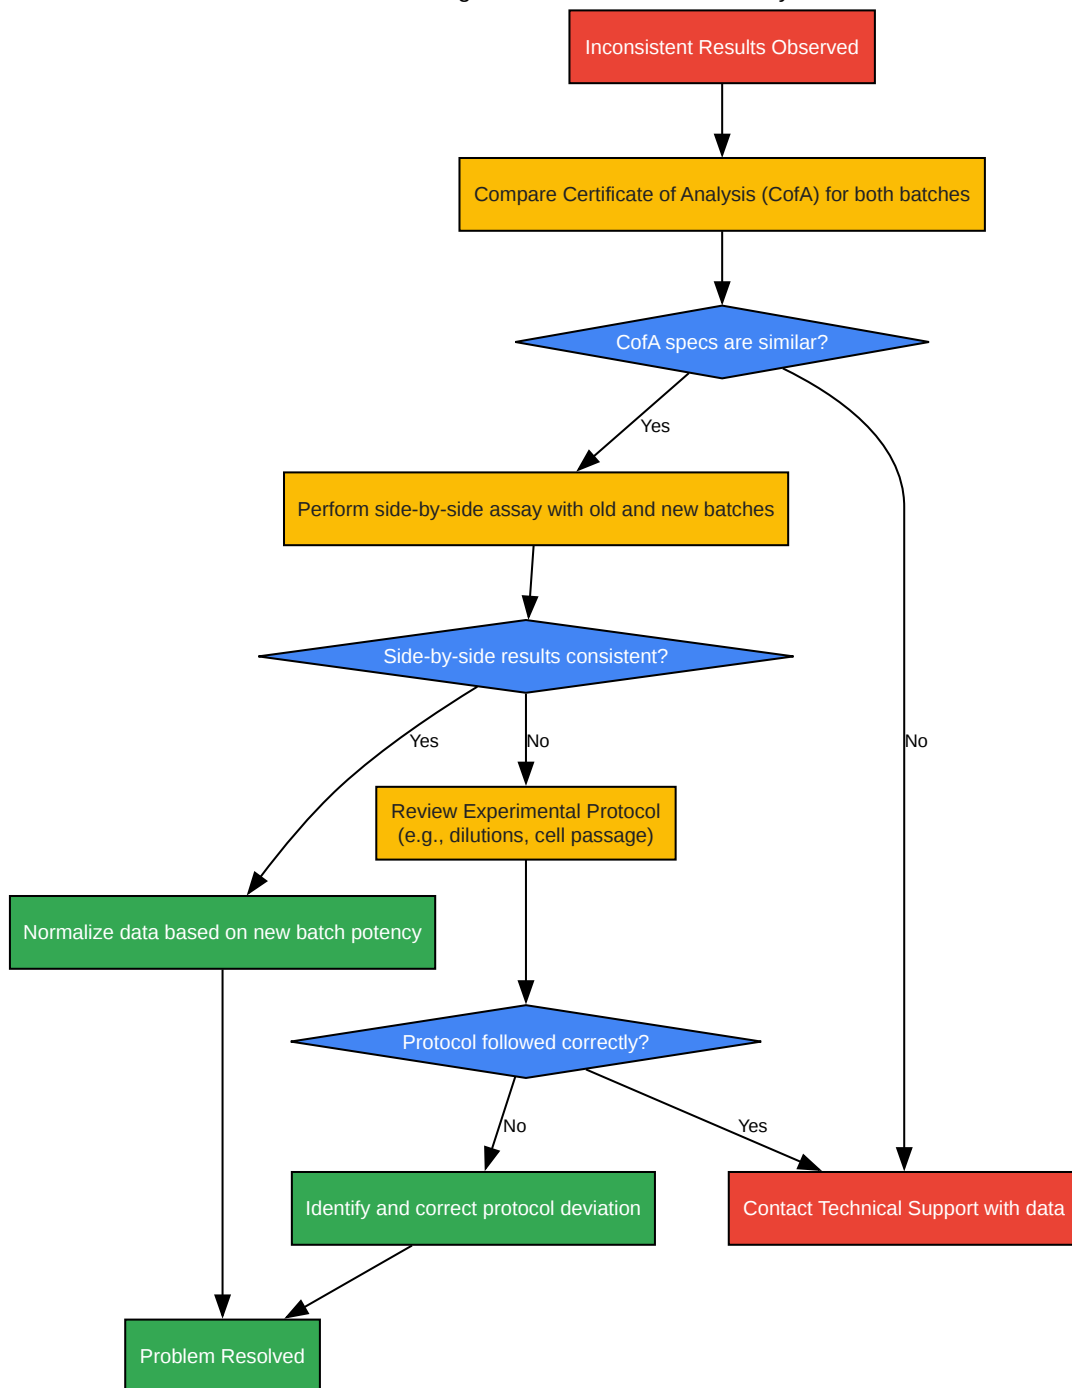 Inconsistent Results Observed
Compare Certificate of Analysis (CofA) for both batches
CofA specs are similar?
Yes
Perform side-by-side assay with old and new batches
Side-by-side results consistent?
Yes
No
No
Review Experimental Protocol
(e.g., dilutions, cell passage)
Normalize data based on new batch potency
Protocol followed correctly?
No
Yes
Identify and correct protocol deviation
Contact Technical Support with data
Problem Resolved